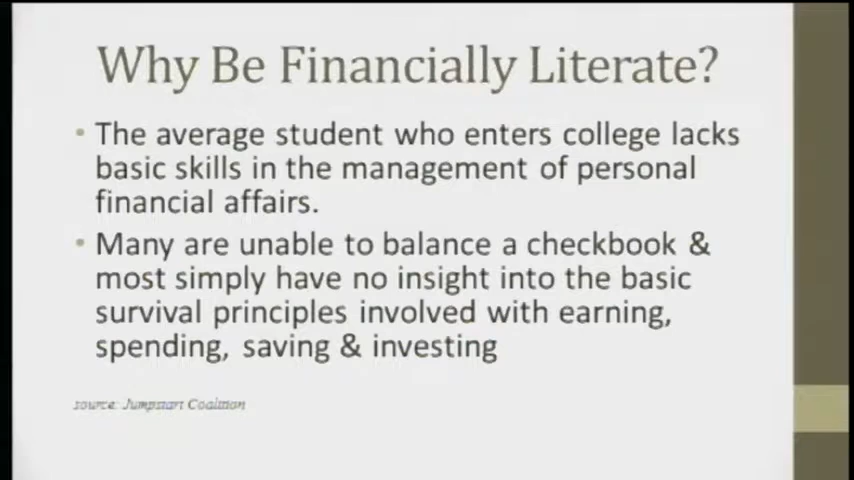 Why Be Financially Literate?
• The average student who enters college lacks
basic skills in the management of personal
financial affairs.
• Many are unable to balance a checkbook &
most simply have no insight into the basic
survival principles involved with earning,
spending, saving & investing
source: Jumpstart Coalition